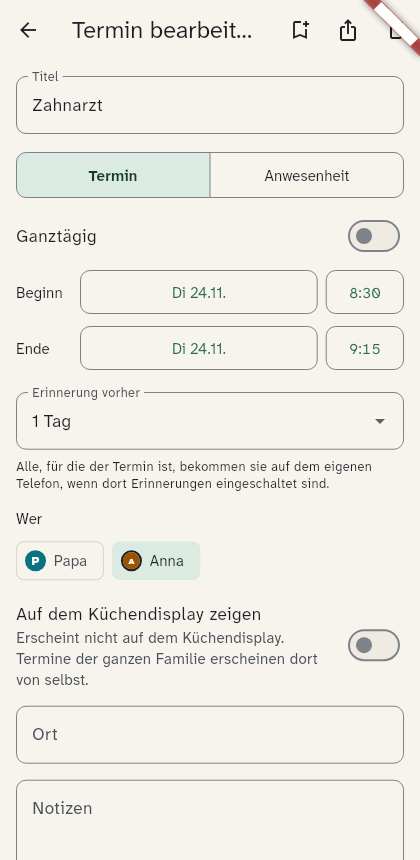 Termin bearbeit...
Titel
Zahnarzt
Termin
Anwesenheit
Ganztägig
Beginn
Di 24.11.
8:30
Ende
Di 24.11.
9:15
Erinnerung vorher
1 Tag
Alle, für die der Termin ist, bekommen sie auf dem eigenen
Telefon, wenn dort Erinnerungen eingeschaltet sind.
Wer
P Papa
A Anna
Auf dem Küchendisplay zeigen
Erscheint nicht auf dem Küchendisplay.
Termine der ganzen Familie erscheinen dort
von selbst.
Ort
Notizen